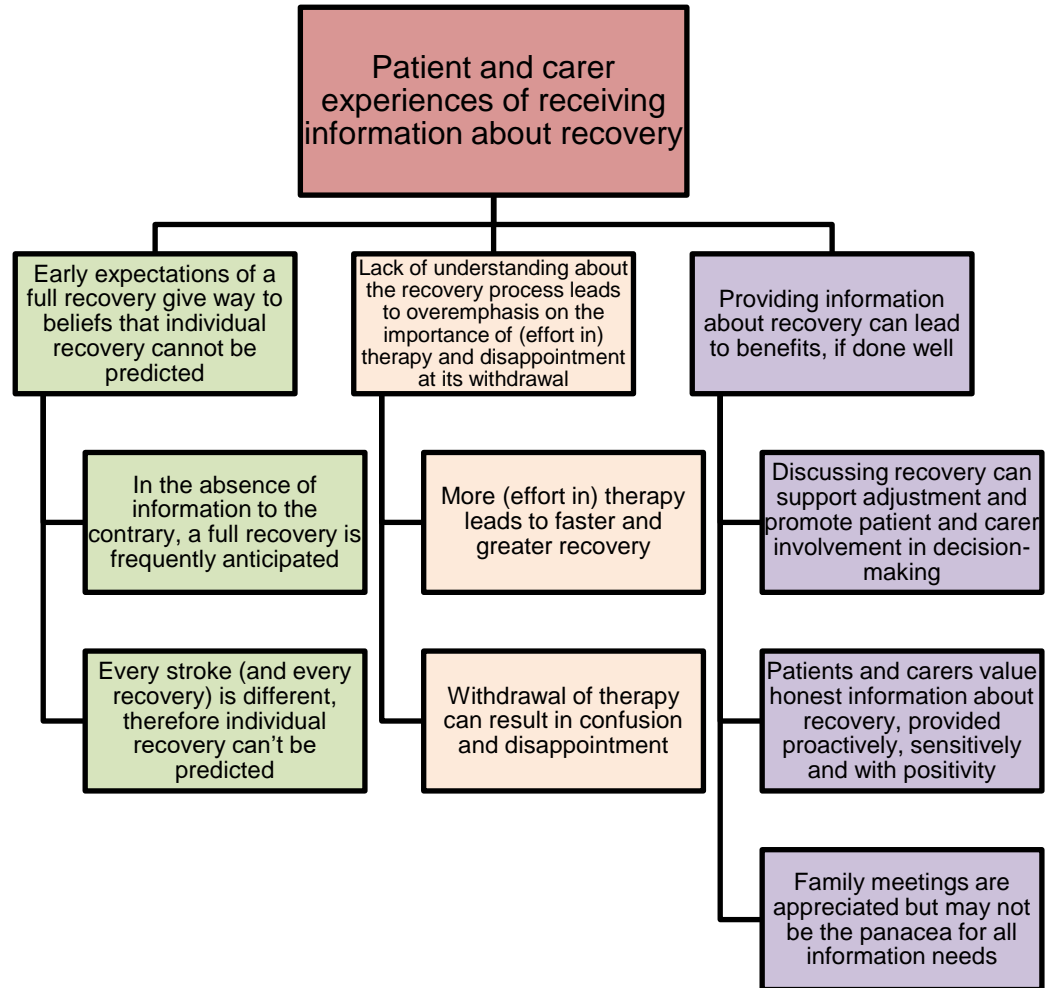 Patient and carer
experiences of receiving
information about recovery
Early expectations of a
full recovery give way to
beliefs that individual
recovery cannot be
predicted
In the absence of
information to the
contrary, a full recovery is
frequently anticipated
Every stroke (and every
recovery) is different,
therefore individual
recovery can’t be
predicted
Lack of understanding about
the recovery process leads
to overemphasis on the
importance of (effort in)
therapy and disappointment
at its withdrawal
More (effort in) therapy
leads to faster and
greater recovery
Withdrawal of therapy
can result in confusion
and disappointment
Providing information
about recovery can lead
to benefits, if done well
Discussing recovery can
support adjustment and
promote patient and carer
involvement in decision-
making
Patients and carers value
honest information about
recovery, provided
proactively, sensitively
and with positivity
Family meetings are
appreciated but may not
be the panacea for all
information needs